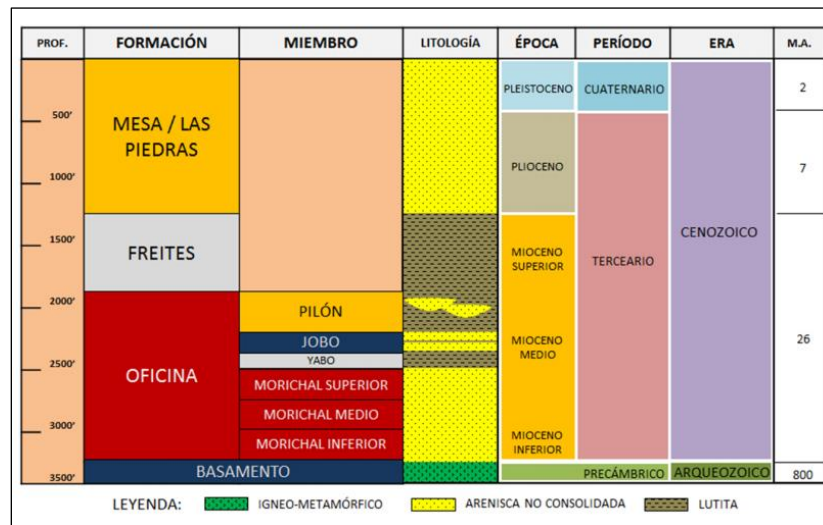 PROF. FORMACIÓN MIEMBRO LITOLOGÍA ÉPOCA PERÍODO ERA M.A.
PLEISTOCENO CUATERNARIO 2
500'
MESA / LAS
PIEDRAS
PLIOCENO 7
1000'
CENOZOICO
1500'
FREITES
MIOCENO
SUPERIOR
TERCEARIO
2000'
PILÓN
JOBO
MIOCENO
MEDIO
26
YABO
2500'
OFICINA
MORICHAL SUPERIOR
MORICHAL MEDIO
3000'
MORICHAL INFERIOR
MIOCENO
INFERIOR
BASAMENTO PRECÁMBRICO ARQUEOZOICO 800
3500'
LEYENDA: IGNEO-METAMÓRFICO ARENISCA NO CONSOLIDADA LUTITA